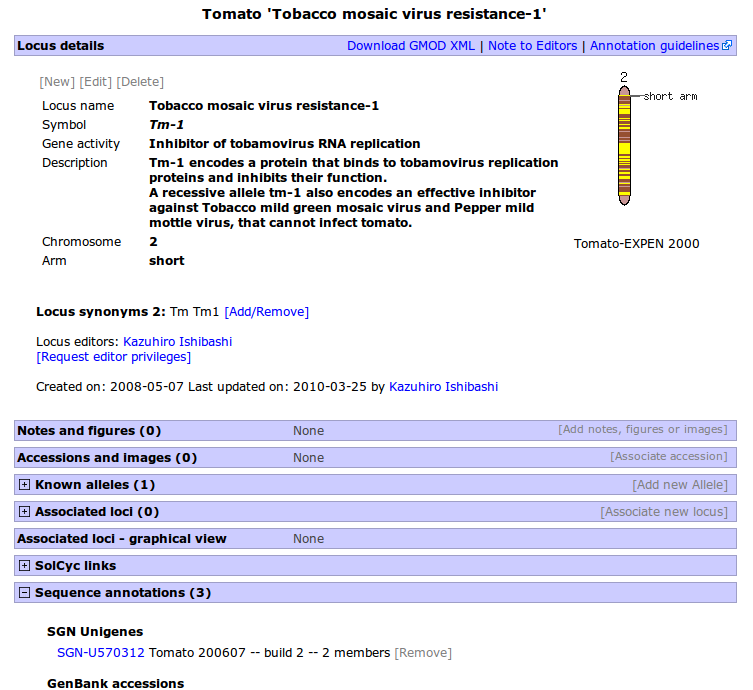 Tomato 'Tobacco mosaic virus resistance-1'
Locus details Download GMOD XML | Note to Editors | Annotation guidelines
[New] [Edit] [Delete]
2
short arm
Locus name Tobacco mosaic virus resistance-1
Symbol Tm-1
Gene activity Inhibitor of tobamovirus RNA replication
Description Tm-1 encodes a protein that binds to tobamovirus replication
proteins and inhibits their function.
A recessive allele tm-1 also encodes an effective inhibitor
against Tobacco mild green mosaic virus and Pepper mild
mottle virus, that cannot infect tomato.
Chromosome 2
Tomato-EXPEN 2000
Arm short
Locus synonyms 2: Tm Tm1 [Add/Remove]
Locus editors: Kazuhiro Ishibashi
[Request editor privileges]
Created on: 2008-05-07 Last updated on: 2010-03-25 by Kazuhiro Ishibashi
Notes and figures (0) None [Add notes, figures or images]
Accessions and images (0) None [Associate accession]
Known alleles (1) [Add new Allele]
Associated loci (0) [Associate new locus]
Associated loci - graphical view None
SolCyc links
Sequence annotations (3)
SGN Unigenes
SGN-U570312 Tomato 200607 -- build 2 -- 2 members [Remove]
GenBank accessions